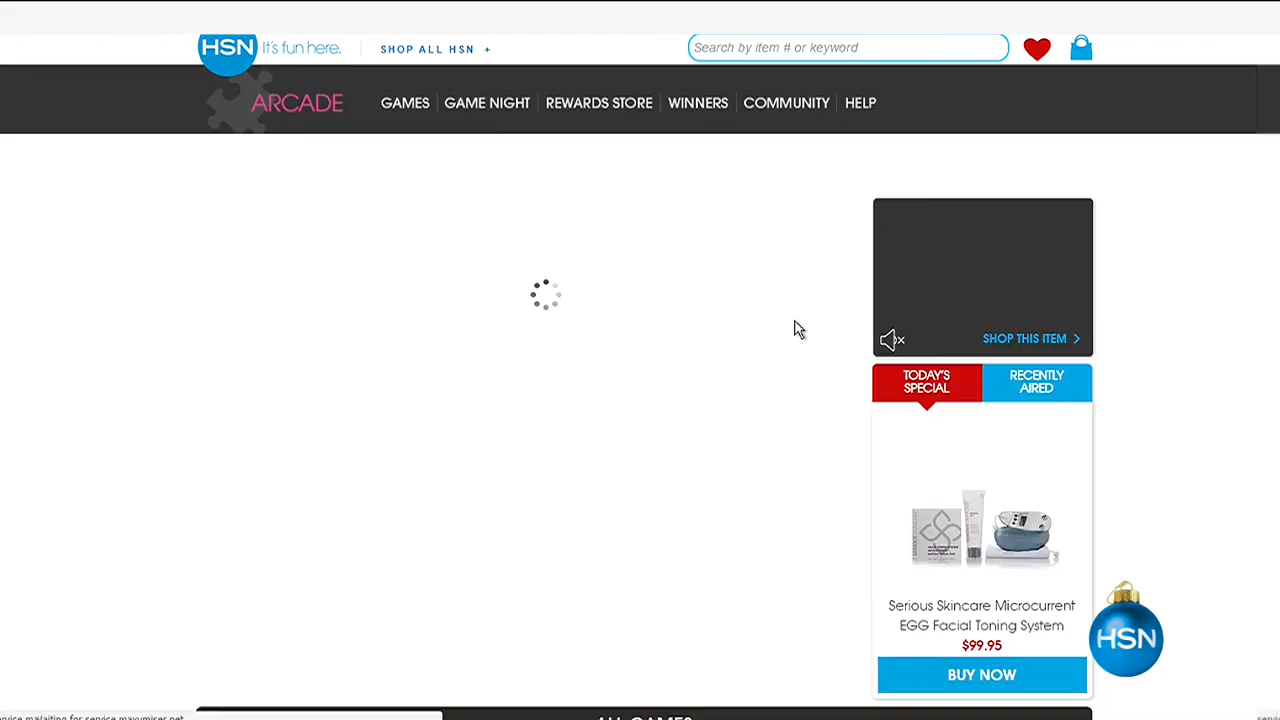 HSN It's fun here.
SHOP ALL HSN +
Search by item # or keyword
ARCADE
GAMES
GAME NIGHT
REWARDS STORE
WINNERS
COMMUNITY
HELP
SHOP THIS ITEM >
TODAY'S
SPECIAL
RECENTLY
AIRED
Serious Skincare Microcurrent
EGG Facial Toning System
$99.95
BUY NOW
HSN
ALL GAMES